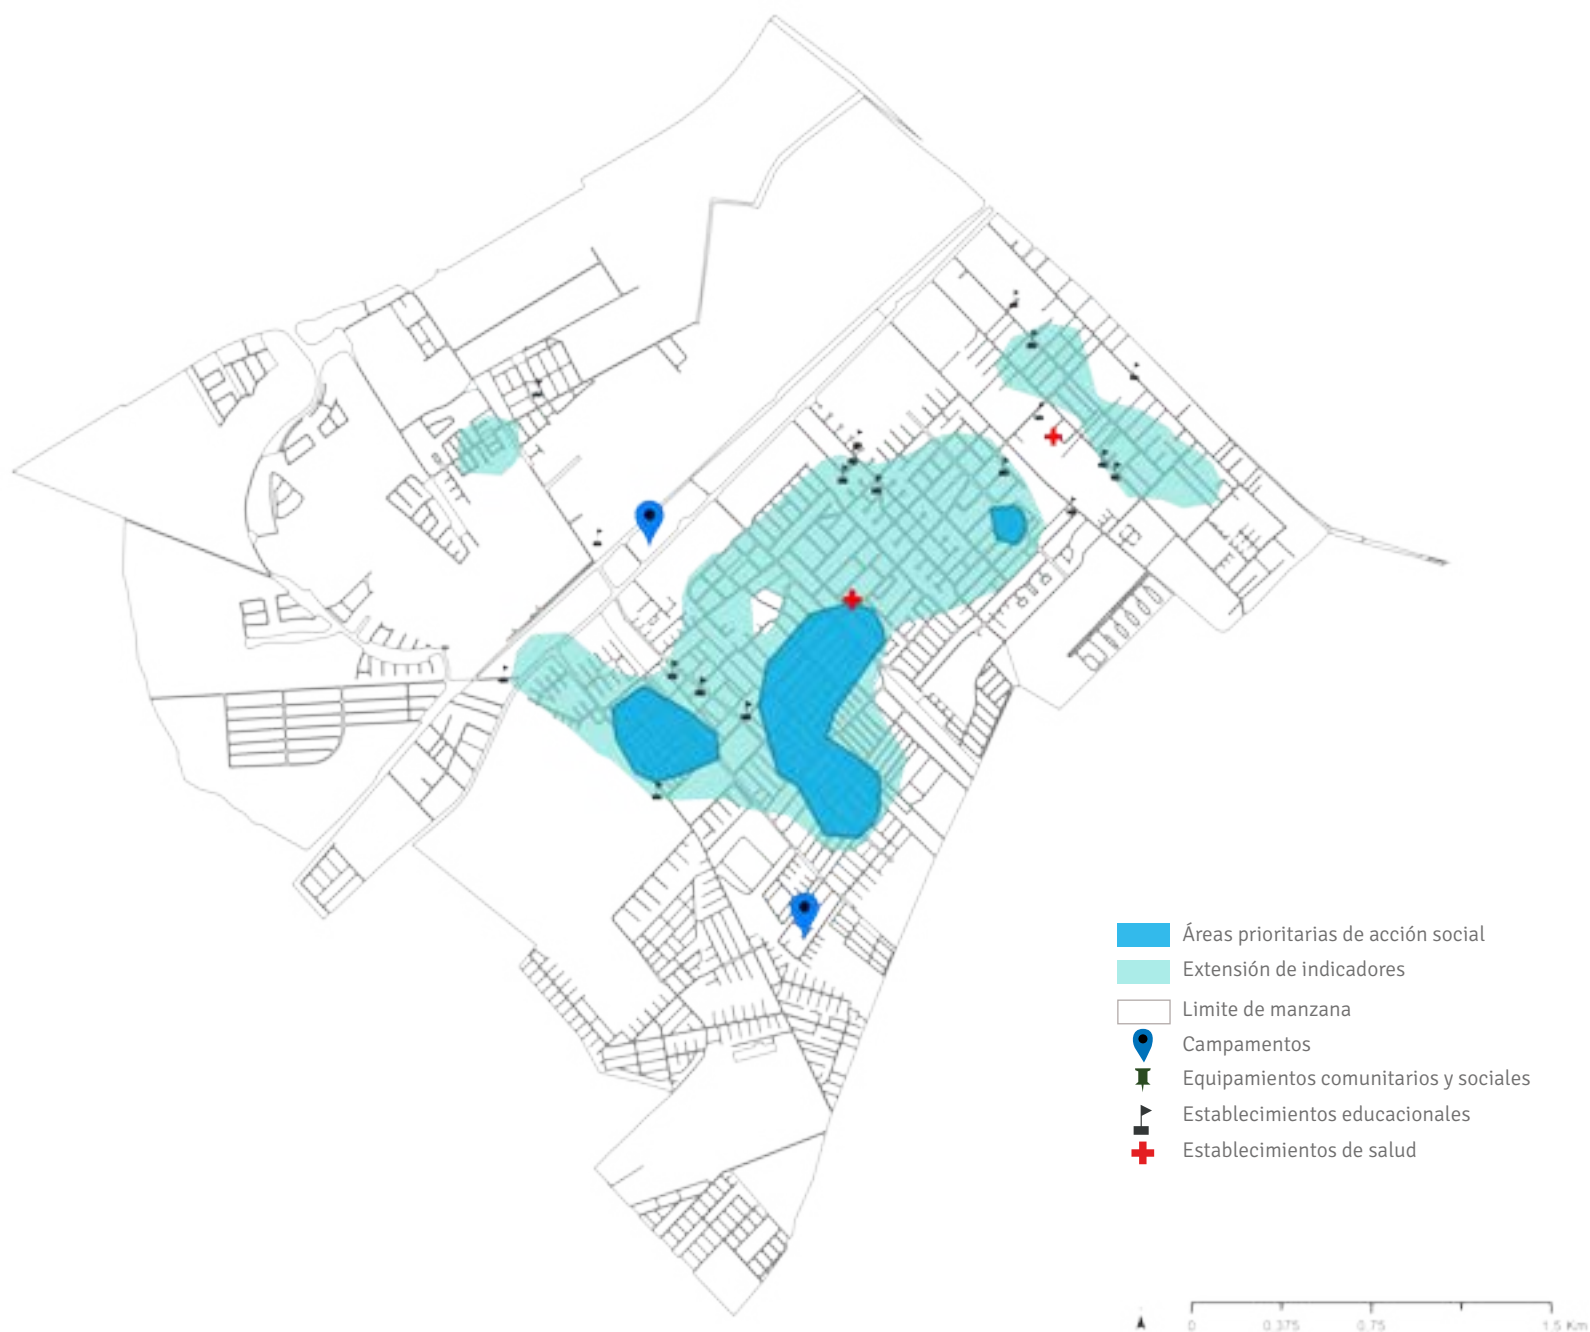 Áreas prioritarias de acción social
Extensión de indicadores
Limite de manzana
Campamentos
Equipamientos comunitarios y sociales
Establecimientos educacionales
Establecimientos de salud
0 0.375 0.75 1.5 Km